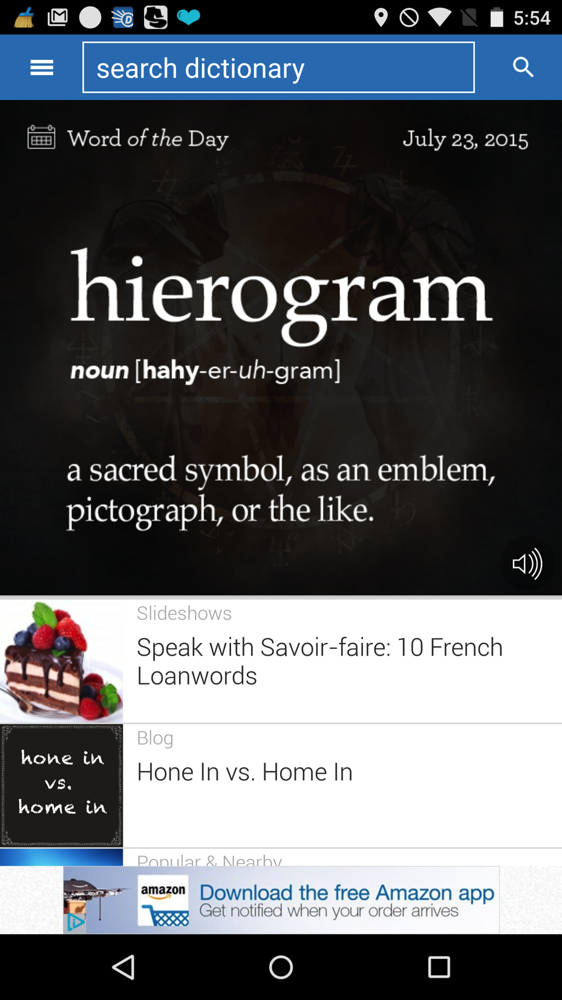 5:54
search dictionary
Word of the Day
July 23, 2015
hierogram
noun [hahy-er-uh-gram]
a sacred symbol, as an emblem,
pictograph, or the like.
Slideshows
Speak with Savoir-faire: 10 French
Loanwords
hone in
vs.
home in
Blog
Hone In vs. Home In
Popular & Nearby
amazon
Download the free Amazon app
Get notified when your order arrives